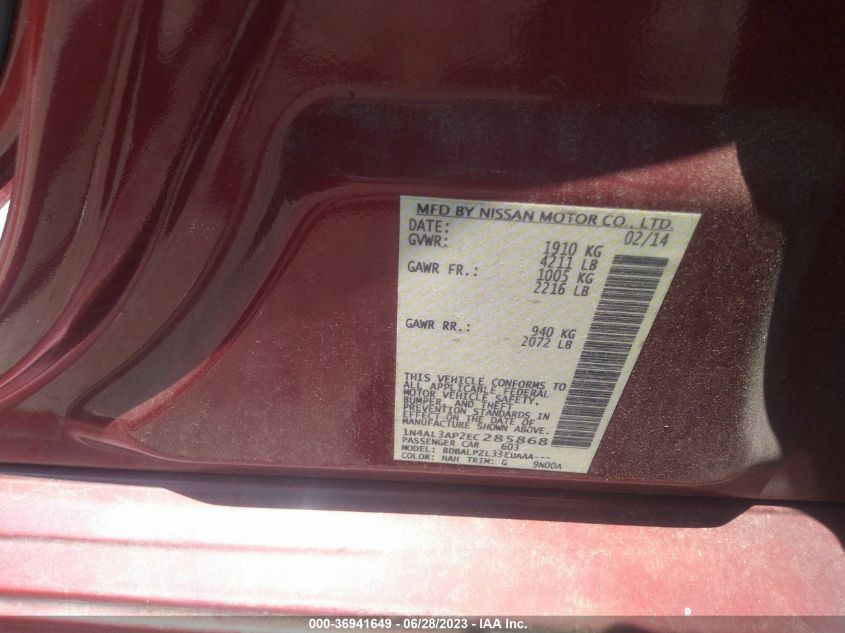 MFD BY NISSAN MOTOR CO., LTD.
DATE: 02/14
GVWR: 1910 KG
4211 LB
GAWR FR.: 1005 KG
2216 LB
GAWR RR.: 940 KG
2072 LB
THIS VEHICLE CONFORMS TO
ALL APPLICABLE FEDERAL
MOTOR VEHICLE SAFETY,
BUMPER, AND THEFT
PREVENTION STANDARDS IN
EFFECT ON THE DATE OF
MANUFACTURE SHOWN ABOVE.
1N4AL3AP2EC285868
PASSENGER CAR 603
MODEL: BDBALPZL33EUAAA---
COLOR: NAH TRIM: G 9N00A
000-36941649 - 06/28/2023 - IAA Inc.